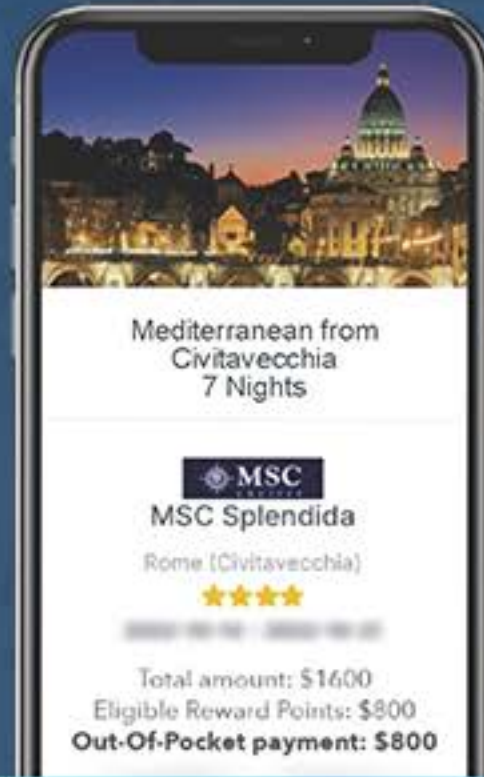 Mediterranean from
Civitavecchia
7 Nights
MSC
MSC Splendida
Rome (Civitavecchia)
Total amount: $1600
Eligible Reward Points: $800
Out-Of-Pocket payment: $800